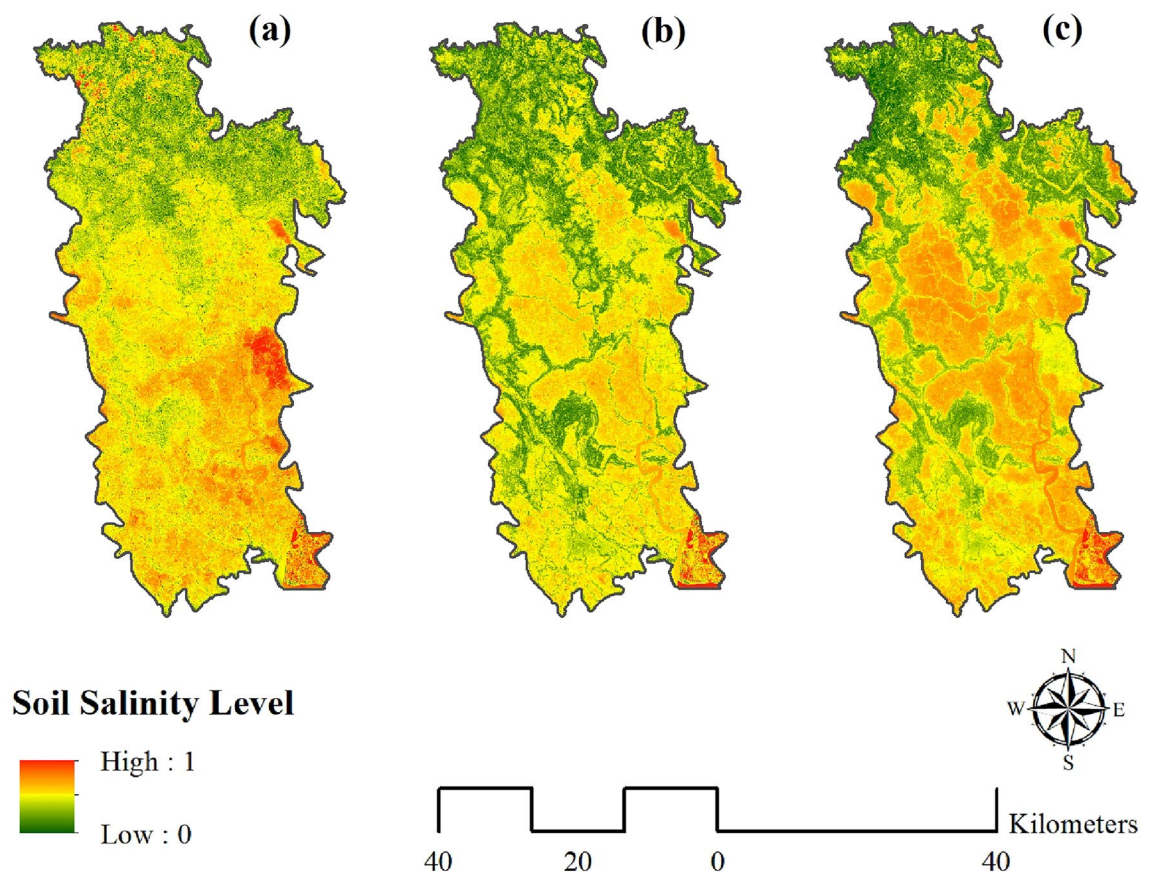 (a)
(b)
(c)
N
W E
S
Soil Salinity Level
High : 1
Low : 0
Kilometers
40 20 0 40